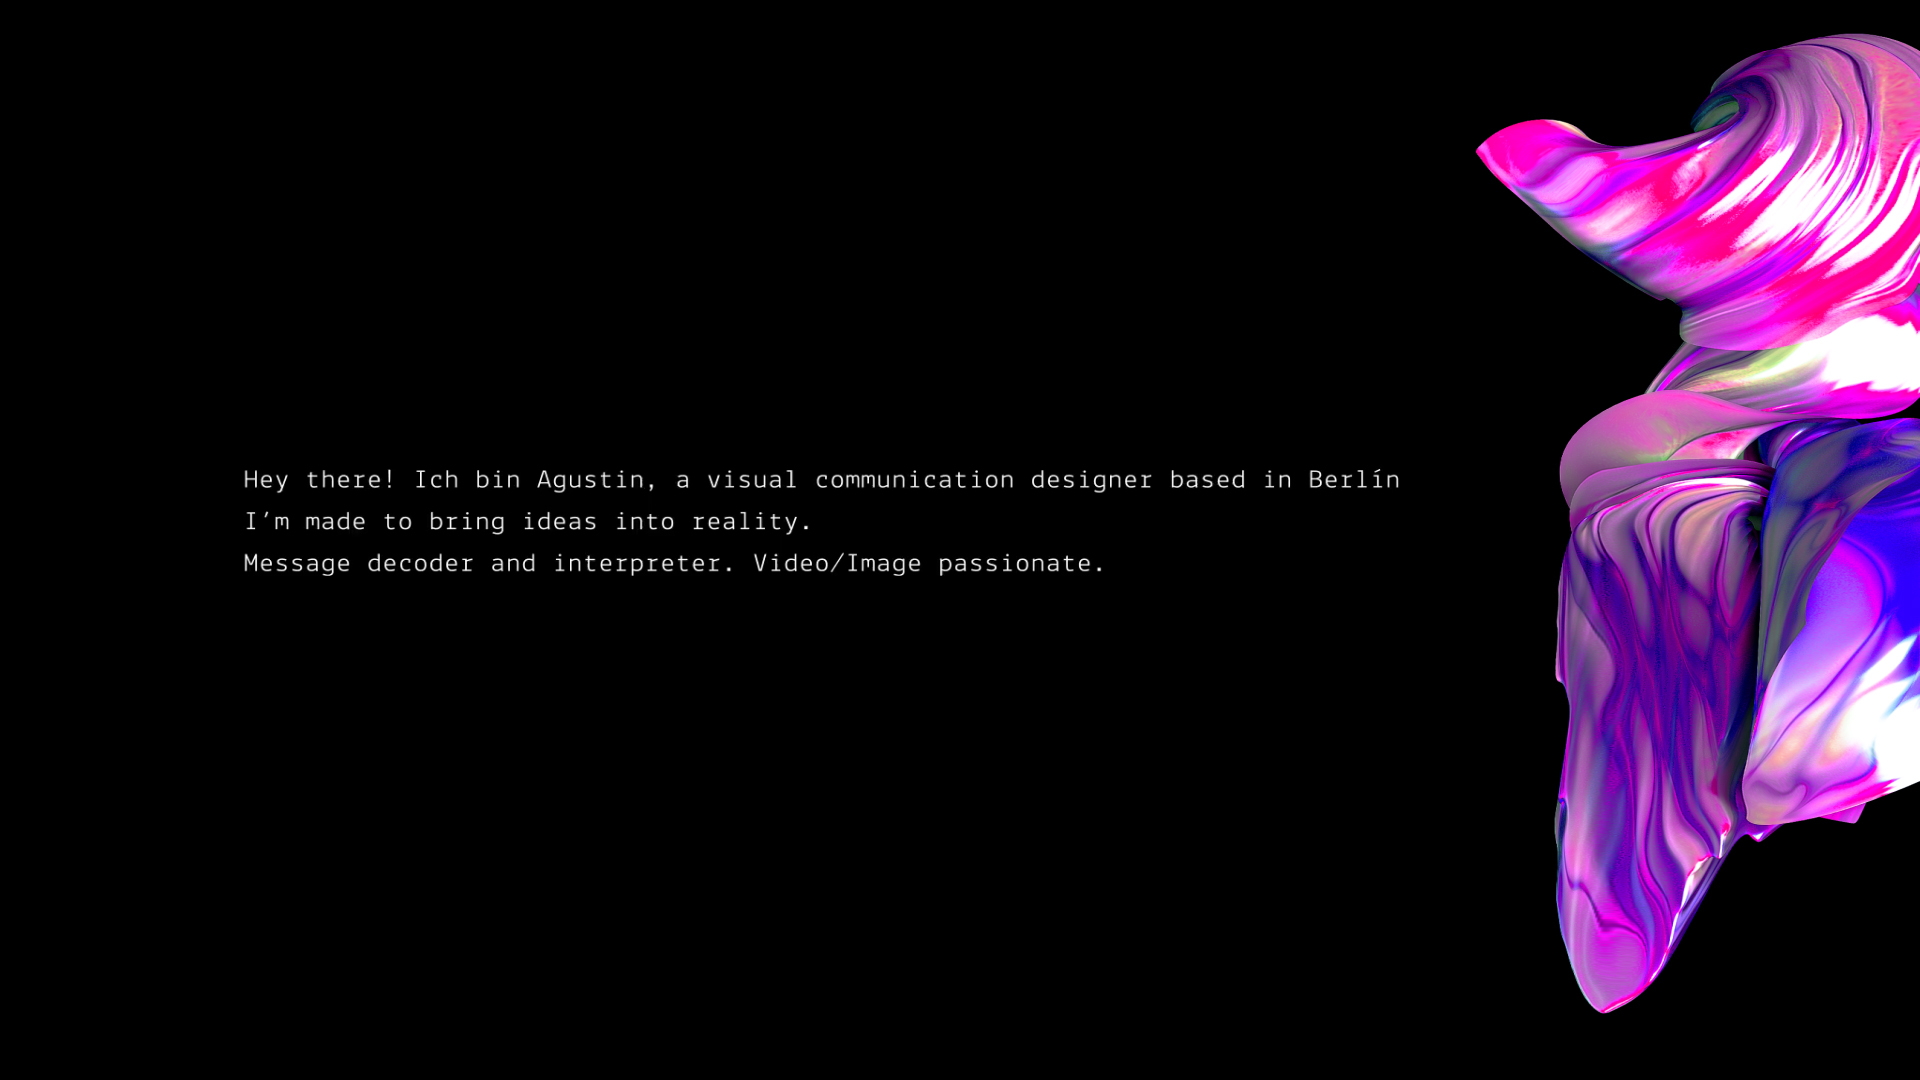 Hey there! Ich bin Agustin, a visual communication designer based in Berlín
I’m made to bring ideas into reality.
Message decoder and interpreter. Video/Image passionate.